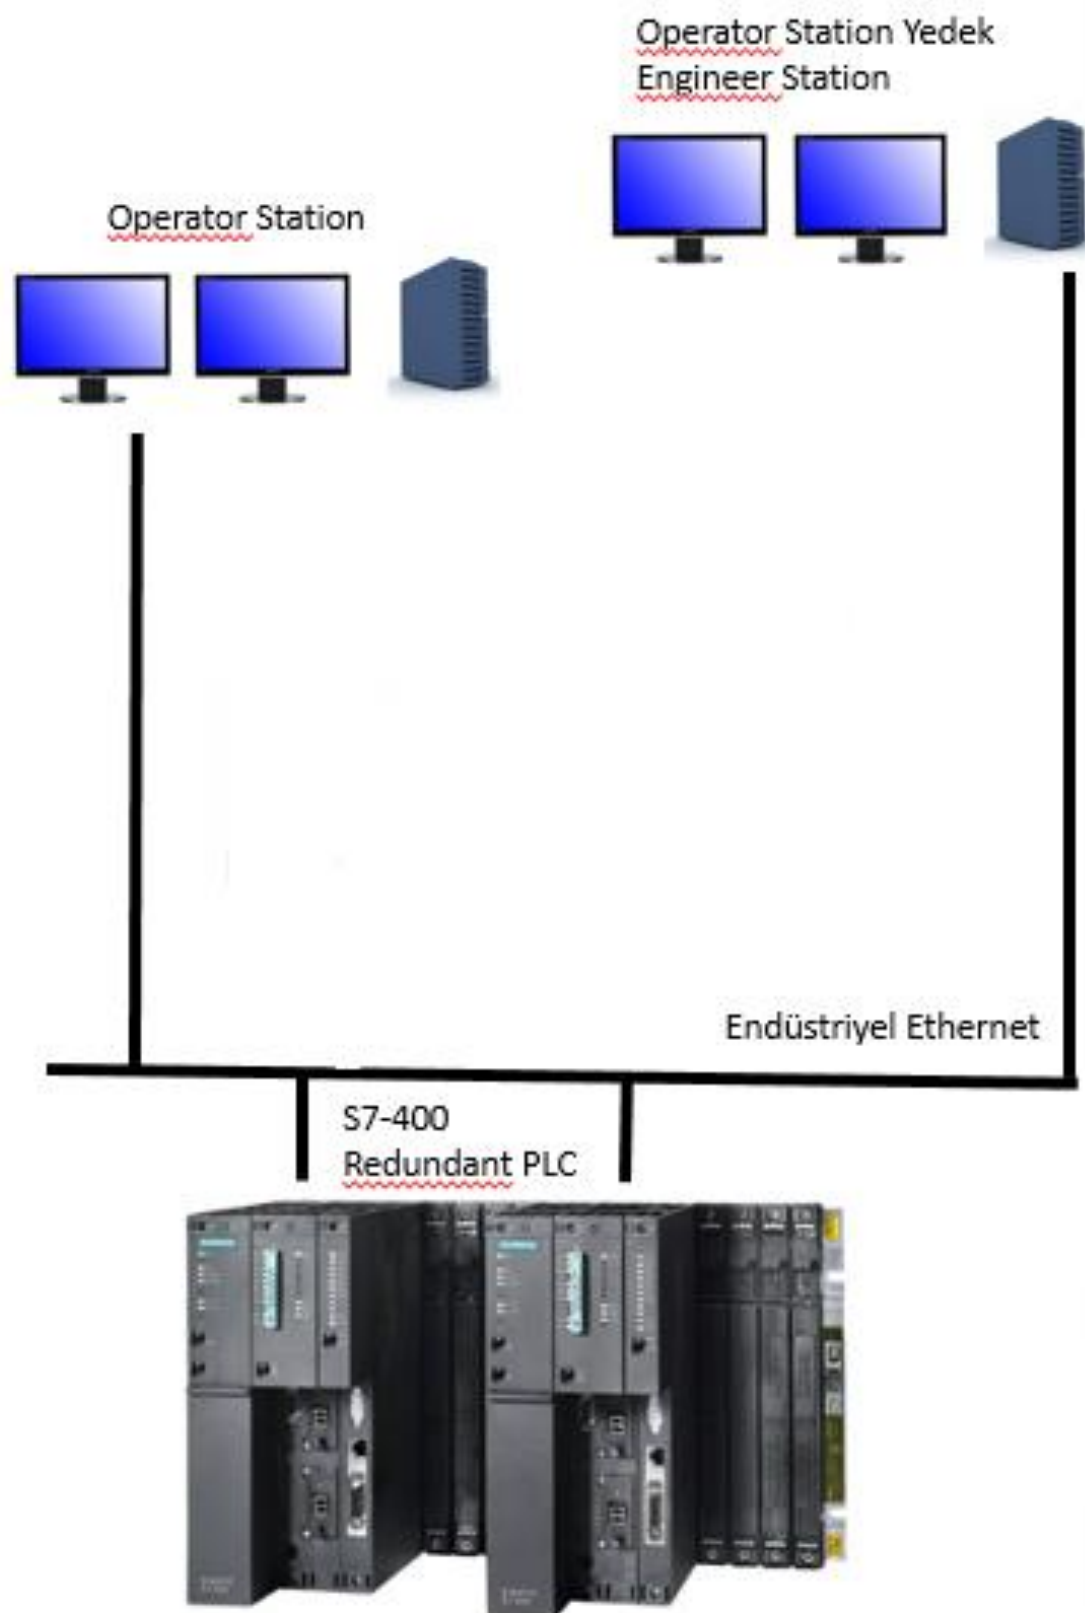 Operator Station Yedek
Engineer Station
Operator Station
Endüstriyel Ethernet
S7-400
Redundant PLC